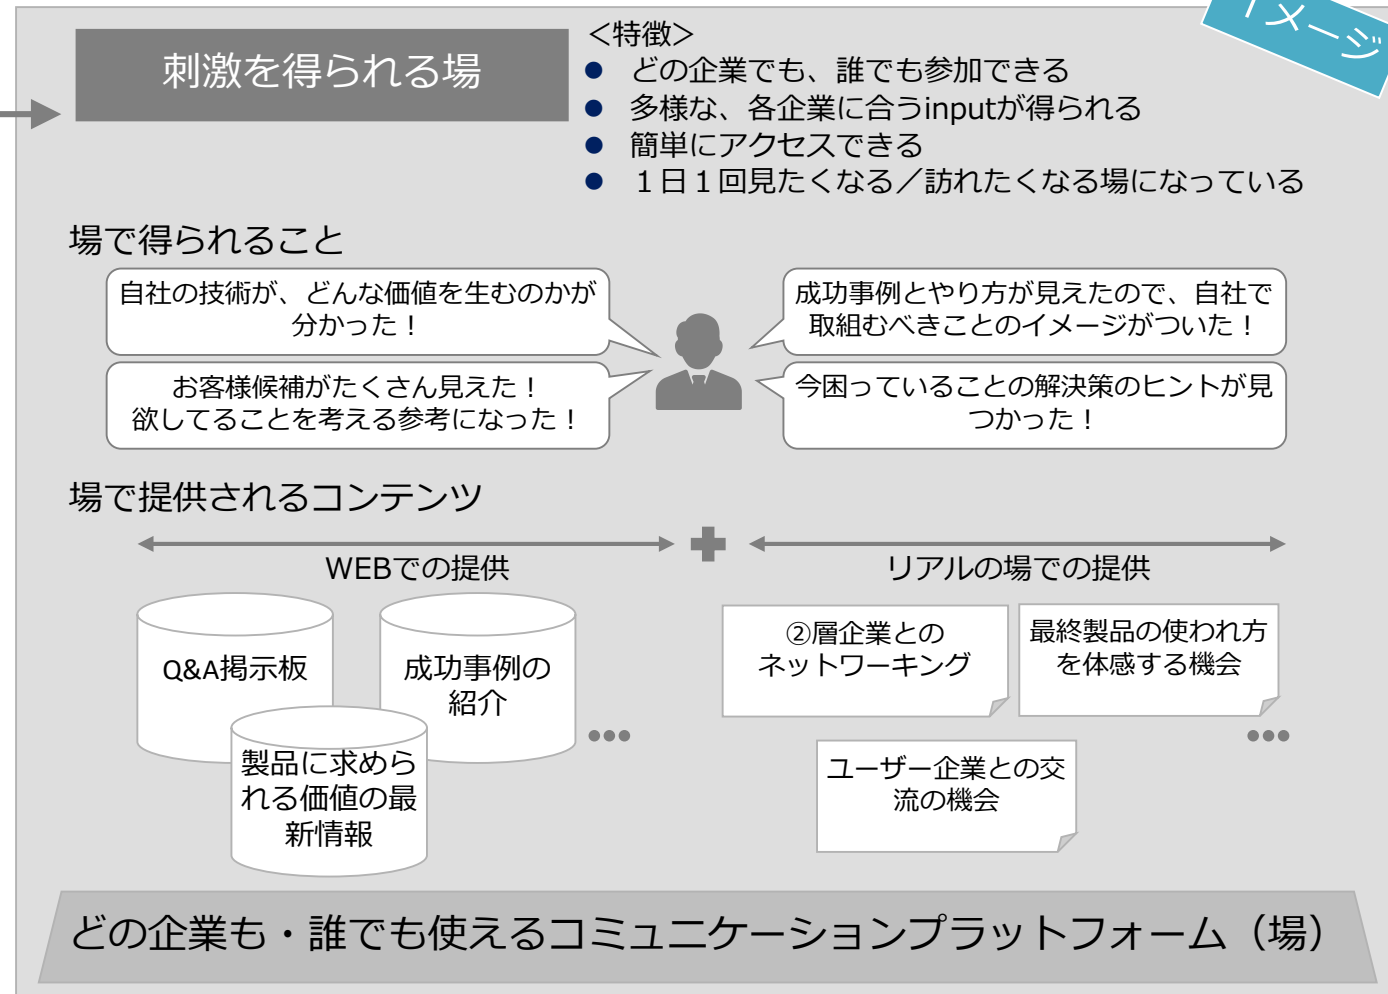 イメージ
刺激を得られる場
＜特徴＞
● どの企業でも、誰でも参加できる
● 多様な、各企業に合うinputが得られる
● 簡単にアクセスできる
● １日１回見たくなる／訪れたくなる場になっている
場で得られること
自社の技術が、どんな価値を生むのかが
分かった！
成功事例とやり方が見えたので、自社で
取組むべきことのイメージがついた！
お客様候補がたくさん見えた！
欲してることを考える参考になった！
今困っていることの解決策のヒントが見
つかった！
場で提供されるコンテンツ
WEBでの提供
リアルの場での提供
Q&A掲示板
成功事例の
紹介
製品に求めら
れる価値の最
新情報
●●●
②層企業との
ネットワーキング
最終製品の使われ方
を体感する機会
ユーザー企業との交
流の機会
●●●
どの企業も・誰でも使えるコミュニケーションプラットフォーム（場）